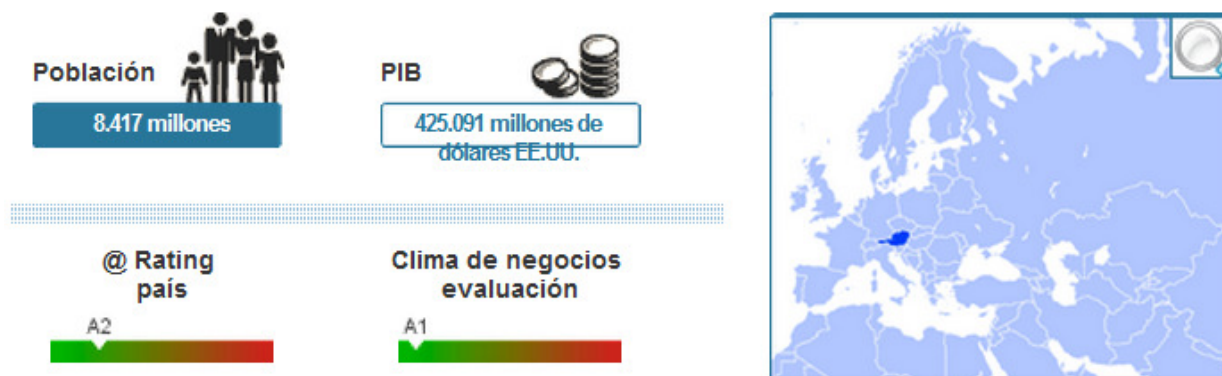 Población
8.417 millones
PIB
425.091 millones de
dólares EE.UU.
@ Rating
país
A2
Clima de negocios
evaluación
A1